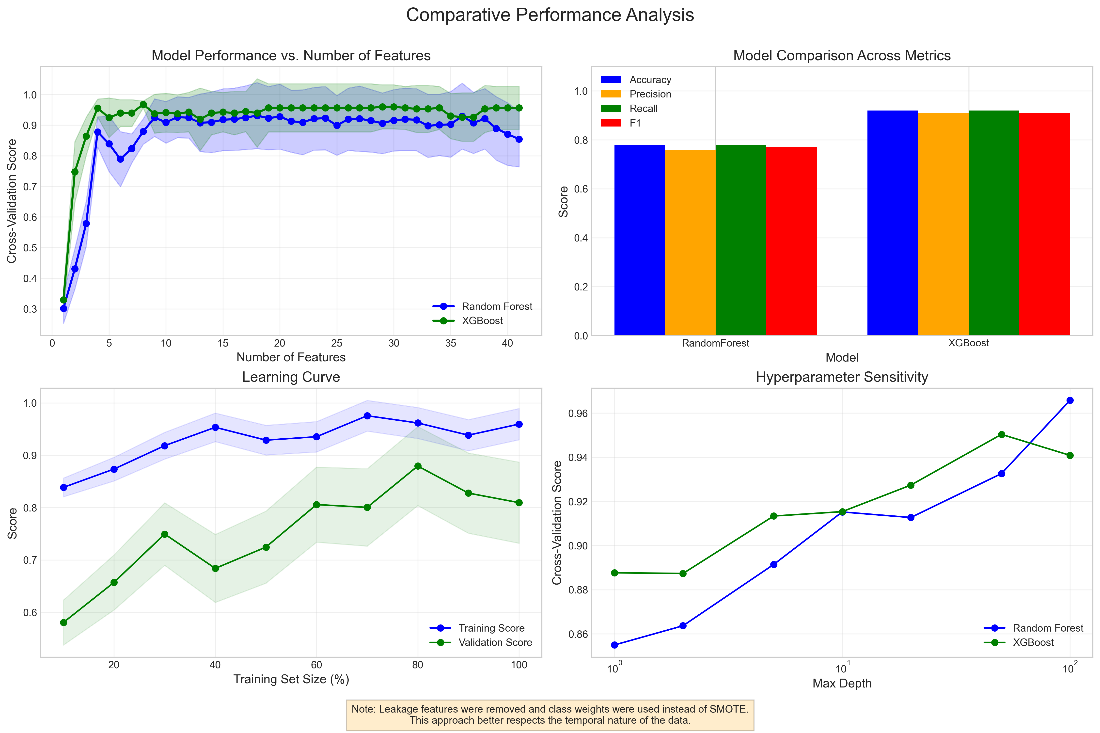 Comparative Performance Analysis
Model Performance vs. Number of Features
Cross-Validation Score
1.0
0.9
0.8
0.7
0.6
0.5
0.4
0.3
Random Forest
XGBoost
0 5 10 15 20 25 30 35 40
Number of Features
Model Comparison Across Metrics
Score
1.0
0.8
0.6
0.4
0.2
0.0
Accuracy
Precision
Recall
F1
RandomForest XGBoost
Model
Learning Curve
Score
1.0
0.9
0.8
0.7
0.6
Training Score
Validation Score
20 40 60 80 100
Training Set Size (%)
Hyperparameter Sensitivity
Cross-Validation Score
0.96
0.94
0.92
0.90
0.88
0.86
Random Forest
XGBoost
10⁰ 10¹ 10²
Max Depth
Note: Leakage features were removed and class weights were used instead of SMOTE.
This approach better respects the temporal nature of the data.